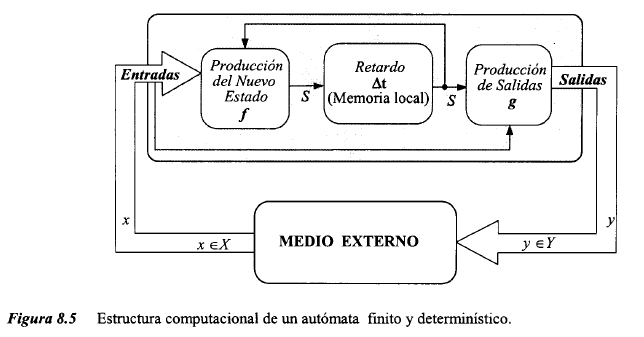 Entradas
Producción
del Nuevo
Estado
f
S
Retardo
Δt
(Memoria local)
S
Producción
de Salidas
g
Salidas
x
x ∈X
MEDIO EXTERNO
y ∈Y
y
Figura 8.5 Estructura computacional de un autómata finito y determinístico.